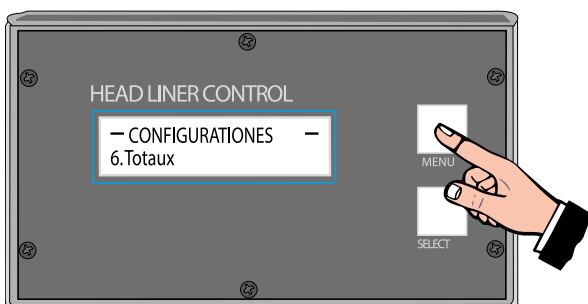 HEAD LINER CONTROL
– CONFIGURATIONES –
6.Totaux
MENU
SELECT